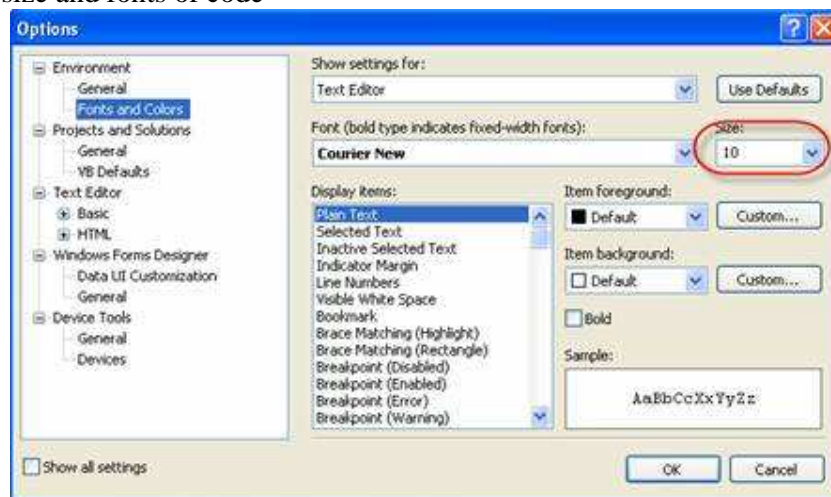 size and fonts of code
Options
Environment
General
Fonts and Colors
Projects and Solutions
General
VB Defaults
Text Editor
Basic
HTML
Windows Forms Designer
Data UI Customization
General
Device Tools
General
Devices
Show all settings
Show settings for:
Text Editor
Use Defaults
Font (bold type indicates fixed-width fonts):
Size:
Courier New
10
Display items:
Plain Text
Selected Text
Inactive Selected Text
Indicator Margin
Line Numbers
Visible White Space
Bookmark
Brace Matching (Highlight)
Brace Matching (Rectangle)
Breakpoint (Disabled)
Breakpoint (Enabled)
Breakpoint (Error)
Breakpoint (Warning)
Item foreground:
Default
Custom...
Item background:
Default
Custom...
Bold
Sample:
AaBbCcXxYyZz
OK
Cancel